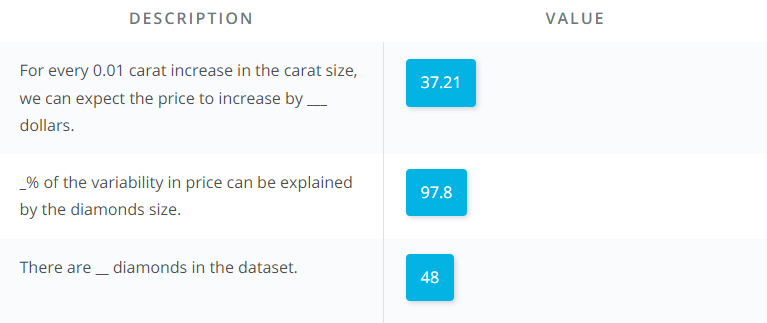 DESCRIPTION VALUE
For every 0.01 carat increase in the carat size,
we can expect the price to increase by ___
dollars.
37.21
_% of the variability in price can be explained
by the diamonds size.
97.8
There are __ diamonds in the dataset.
48